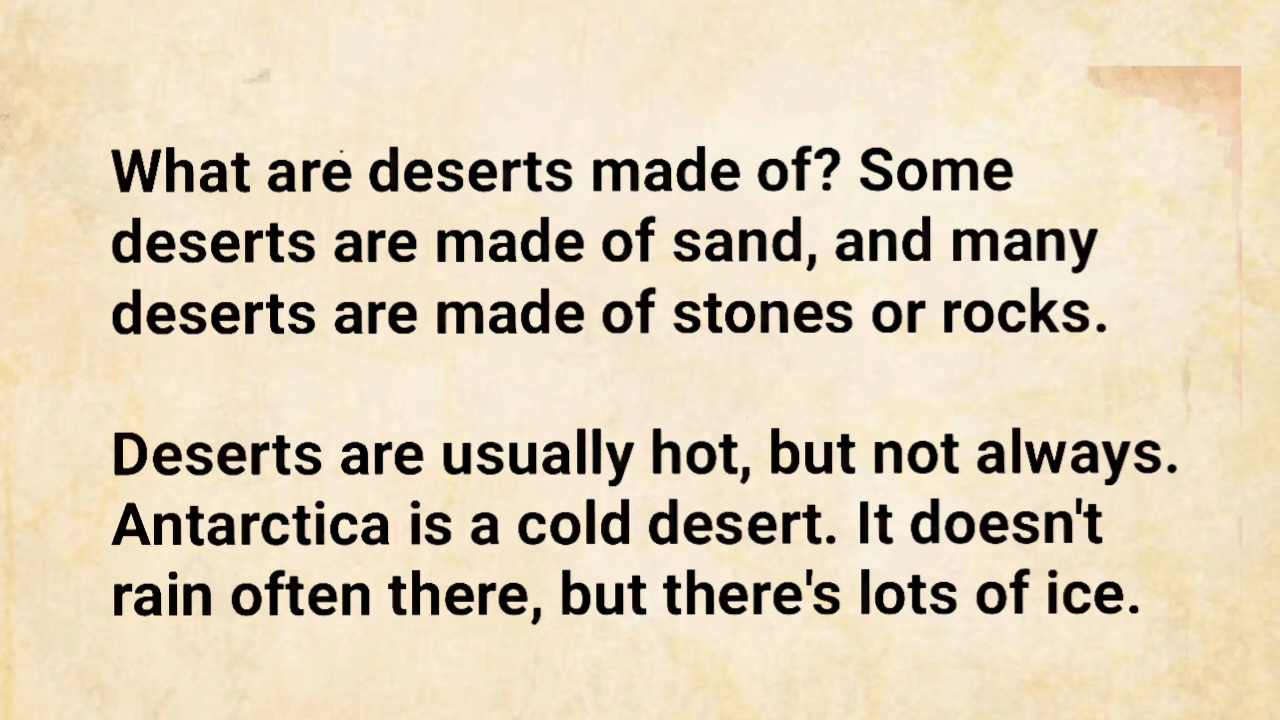 What are deserts made of? Some
deserts are made of sand, and many
deserts are made of stones or rocks.
Deserts are usually hot, but not always.
Antarctica is a cold desert. It doesn't
rain often there, but there's lots of ice.